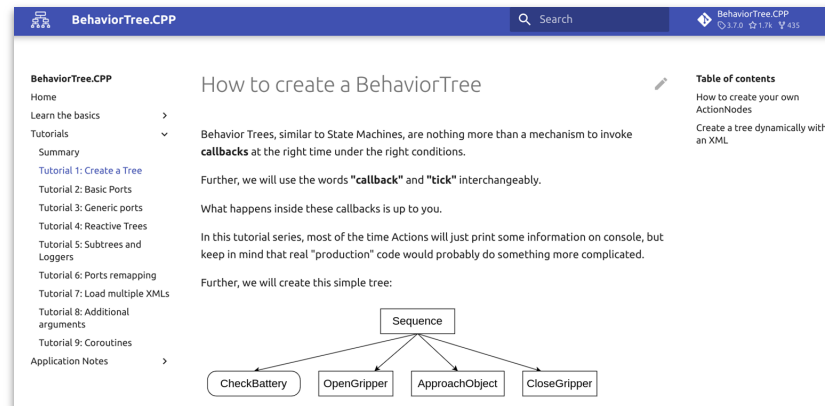 BehaviorTree.CPP
Search
BehaviorTree.CPP
3.7.0 1.7k 435
BehaviorTree.CPP
Home
Learn the basics
Tutorials
Summary
Tutorial 1: Create a Tree
Tutorial 2: Basic Ports
Tutorial 3: Generic ports
Tutorial 4: Reactive Trees
Tutorial 5: Subtrees and
Loggers
Tutorial 6: Ports remapping
Tutorial 7: Load multiple XMLs
Tutorial 8: Additional
arguments
Tutorial 9: Coroutines
Application Notes
How to create a BehaviorTree
Behavior Trees, similar to State Machines, are nothing more than a mechanism to invoke
callbacks at the right time under the right conditions.
Further, we will use the words "callback" and "tick" interchangeably.
What happens inside these callbacks is up to you.
In this tutorial series, most of the time Actions will just print some information on console, but
keep in mind that real "production" code would probably do something more complicated.
Further, we will create this simple tree:
Sequence
CheckBattery
OpenGripper
ApproachObject
CloseGripper
Table of contents
How to create your own
ActionNodes
Create a tree dynamically with
an XML